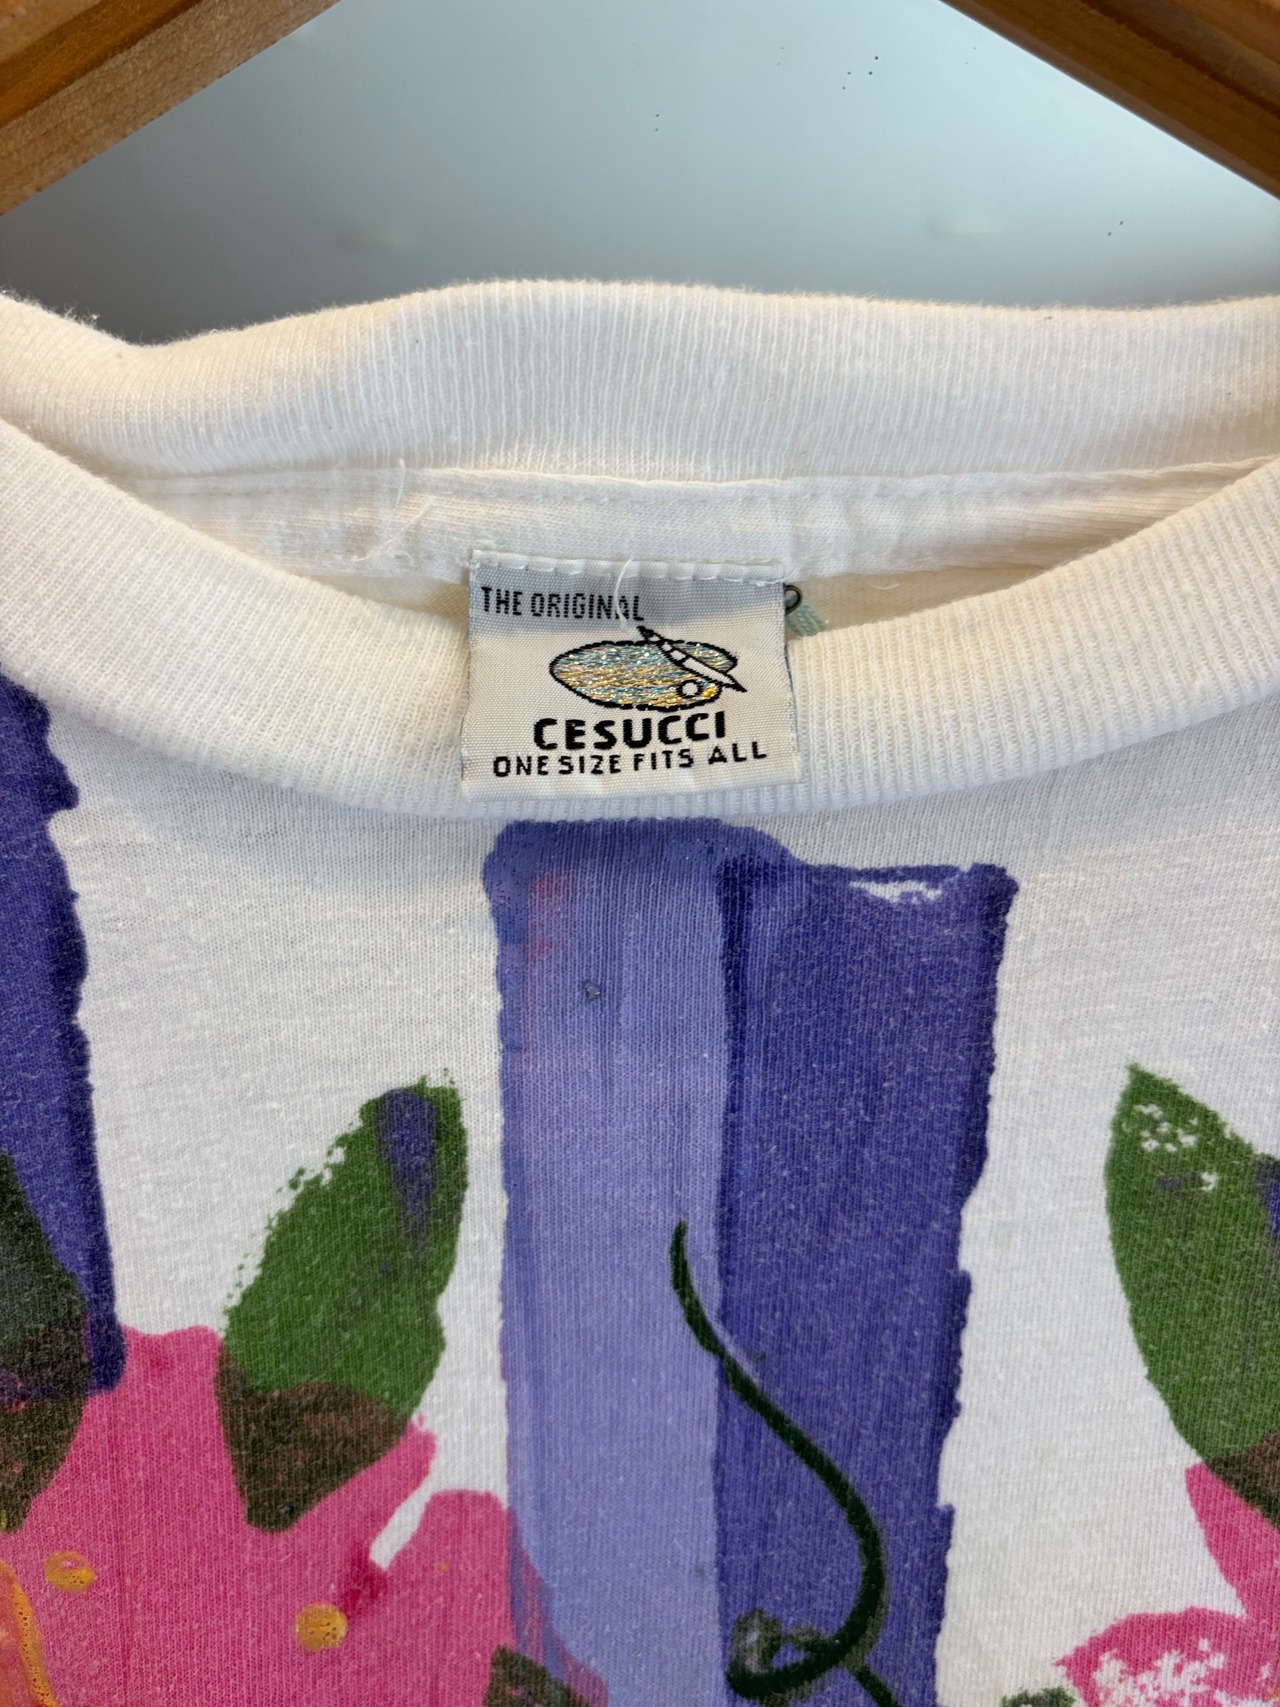 THE ORIGINAL
CESUCCI
ONE SIZE FITS ALL